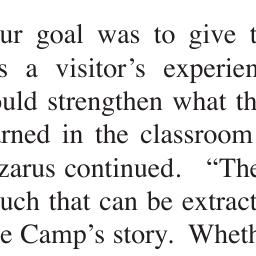 ur goal was to give t
s a visitor's experien
ould strengthen what th
arned in the classroom
zarus continued. "The
uch that can be extract
e Camp's story. Wheth